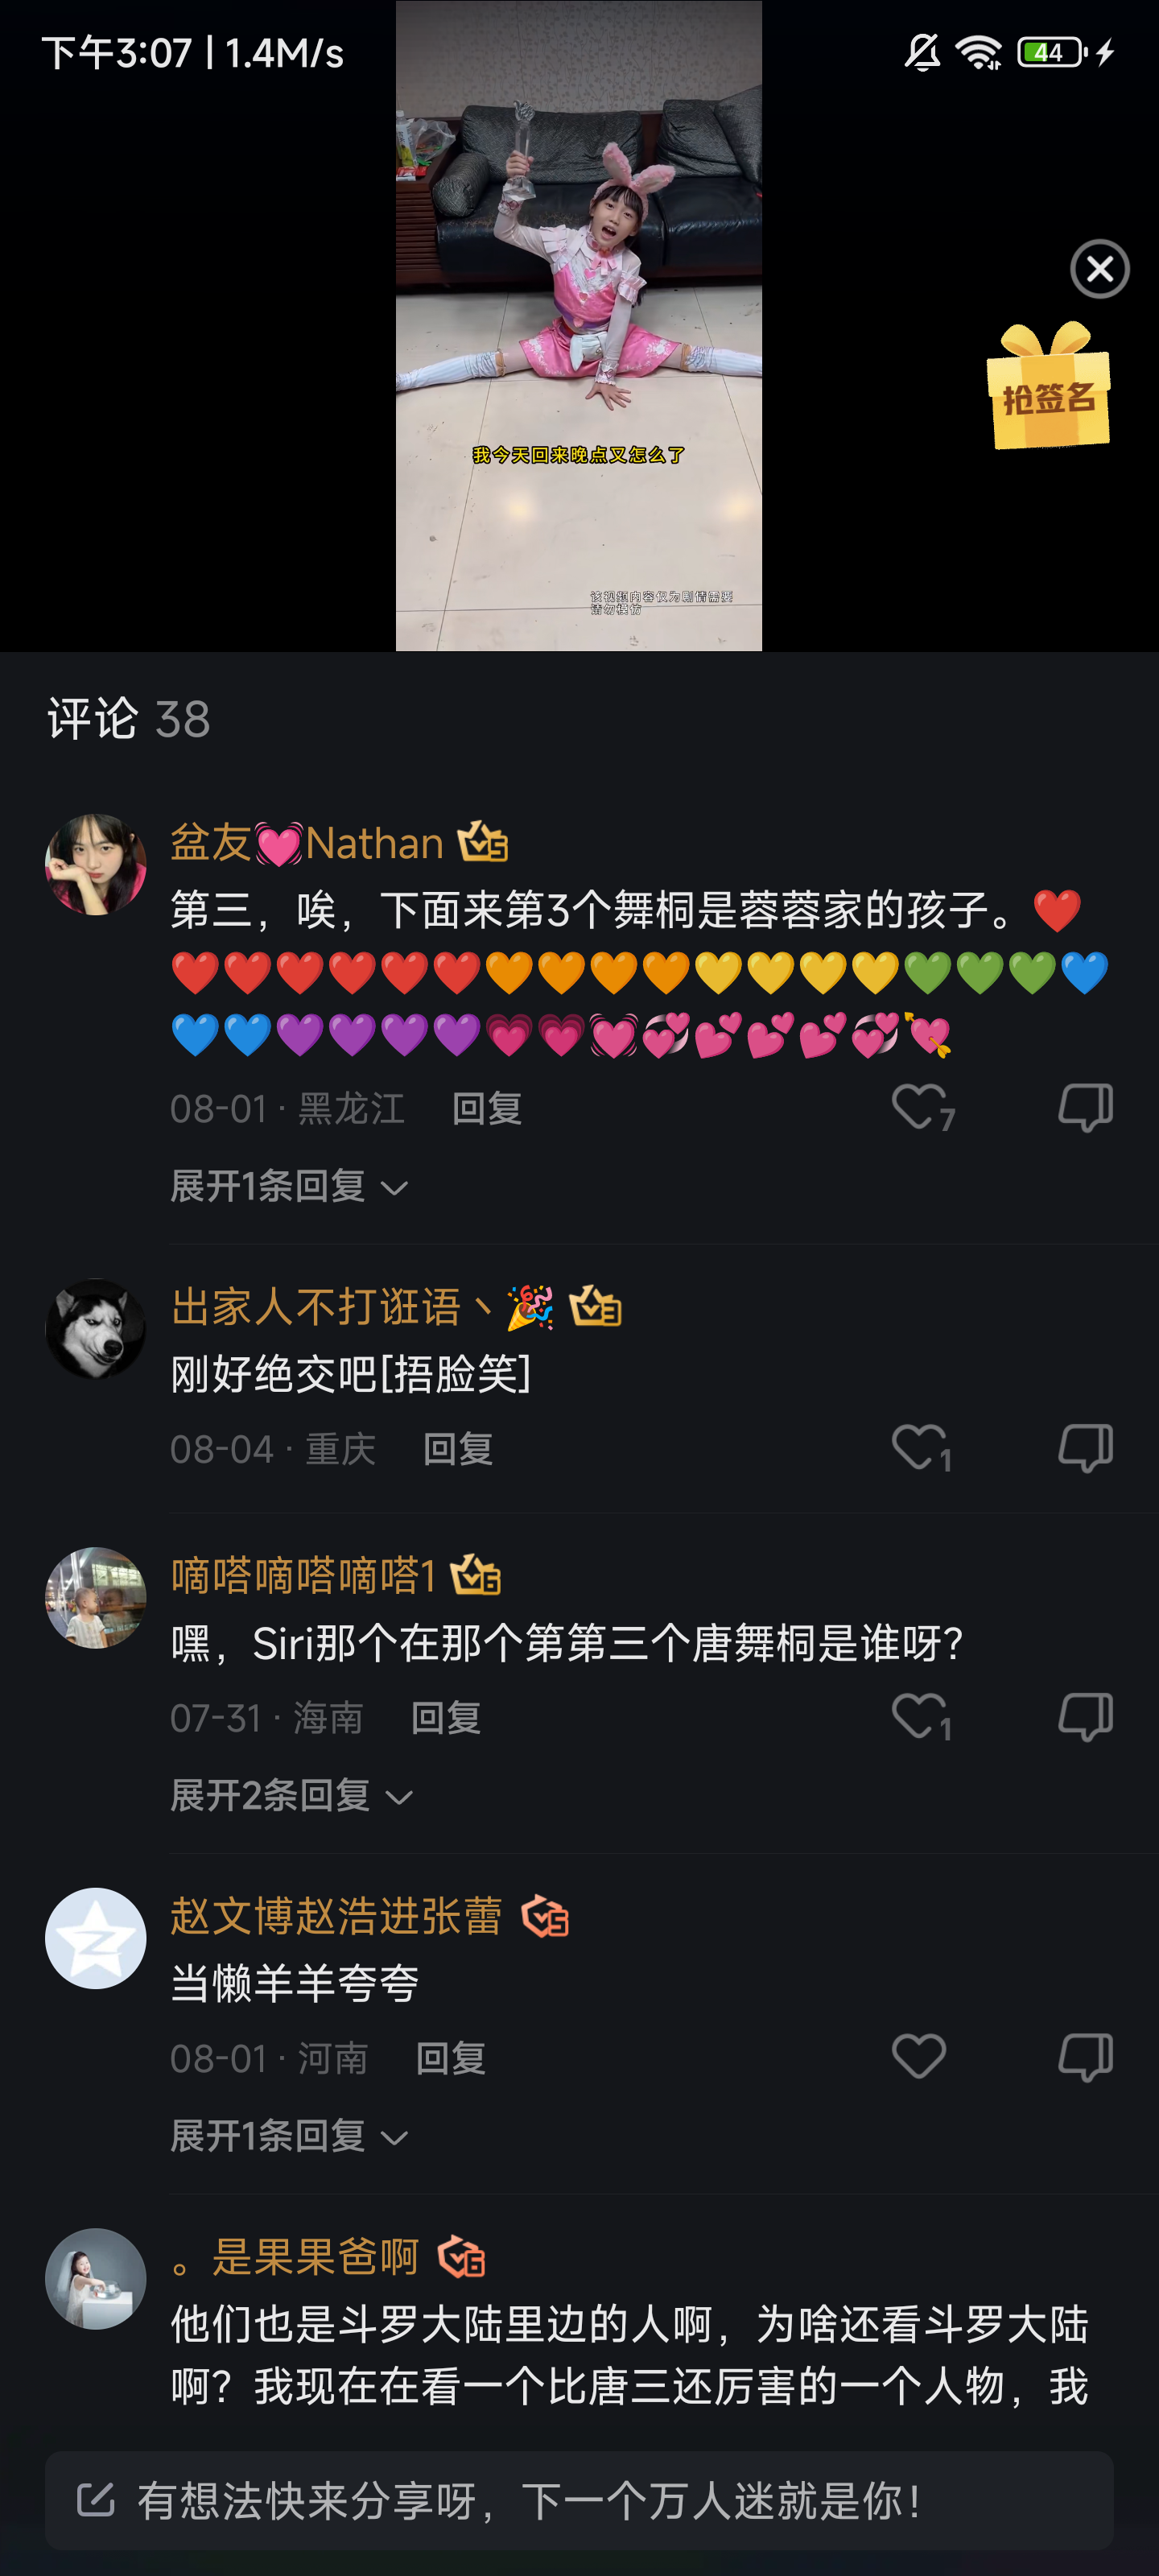 下午3:07 | 1.4M/s
44
抢签名
我今天回来晚点又怎么了
该视频内容仅为剧情需要
请勿模仿
评论 38
盆友💓Nathan 5
第三，唉，下面来第3个舞桐是蓉蓉家的孩子。❤️
❤️❤️❤️❤️❤️❤️🧡🧡🧡🧡💛💛💛💛💚💚💚💙
💙💙💜💜💜💜💗💗💓💞💕💕💕💞💘
08-01 · 黑龙江 回复 7
展开1条回复
出家人不打诳语丶🎉 3
刚好绝交吧[捂脸笑]
08-04 · 重庆 回复 1
嘀嗒嘀嗒嘀嗒1 6
嘿，Siri那个在那个第第三个唐舞桐是谁呀？
07-31 · 海南 回复 1
展开2条回复
赵文博赵浩进张蕾 5
当懒羊羊夸夸
08-01 · 河南 回复
展开1条回复
。是果果爸啊 6
他们也是斗罗大陆里边的人啊，为啥还看斗罗大陆
啊？我现在在看一个比唐三还厉害的一个人物，我
有想法快来分享呀，下一个万人迷就是你！